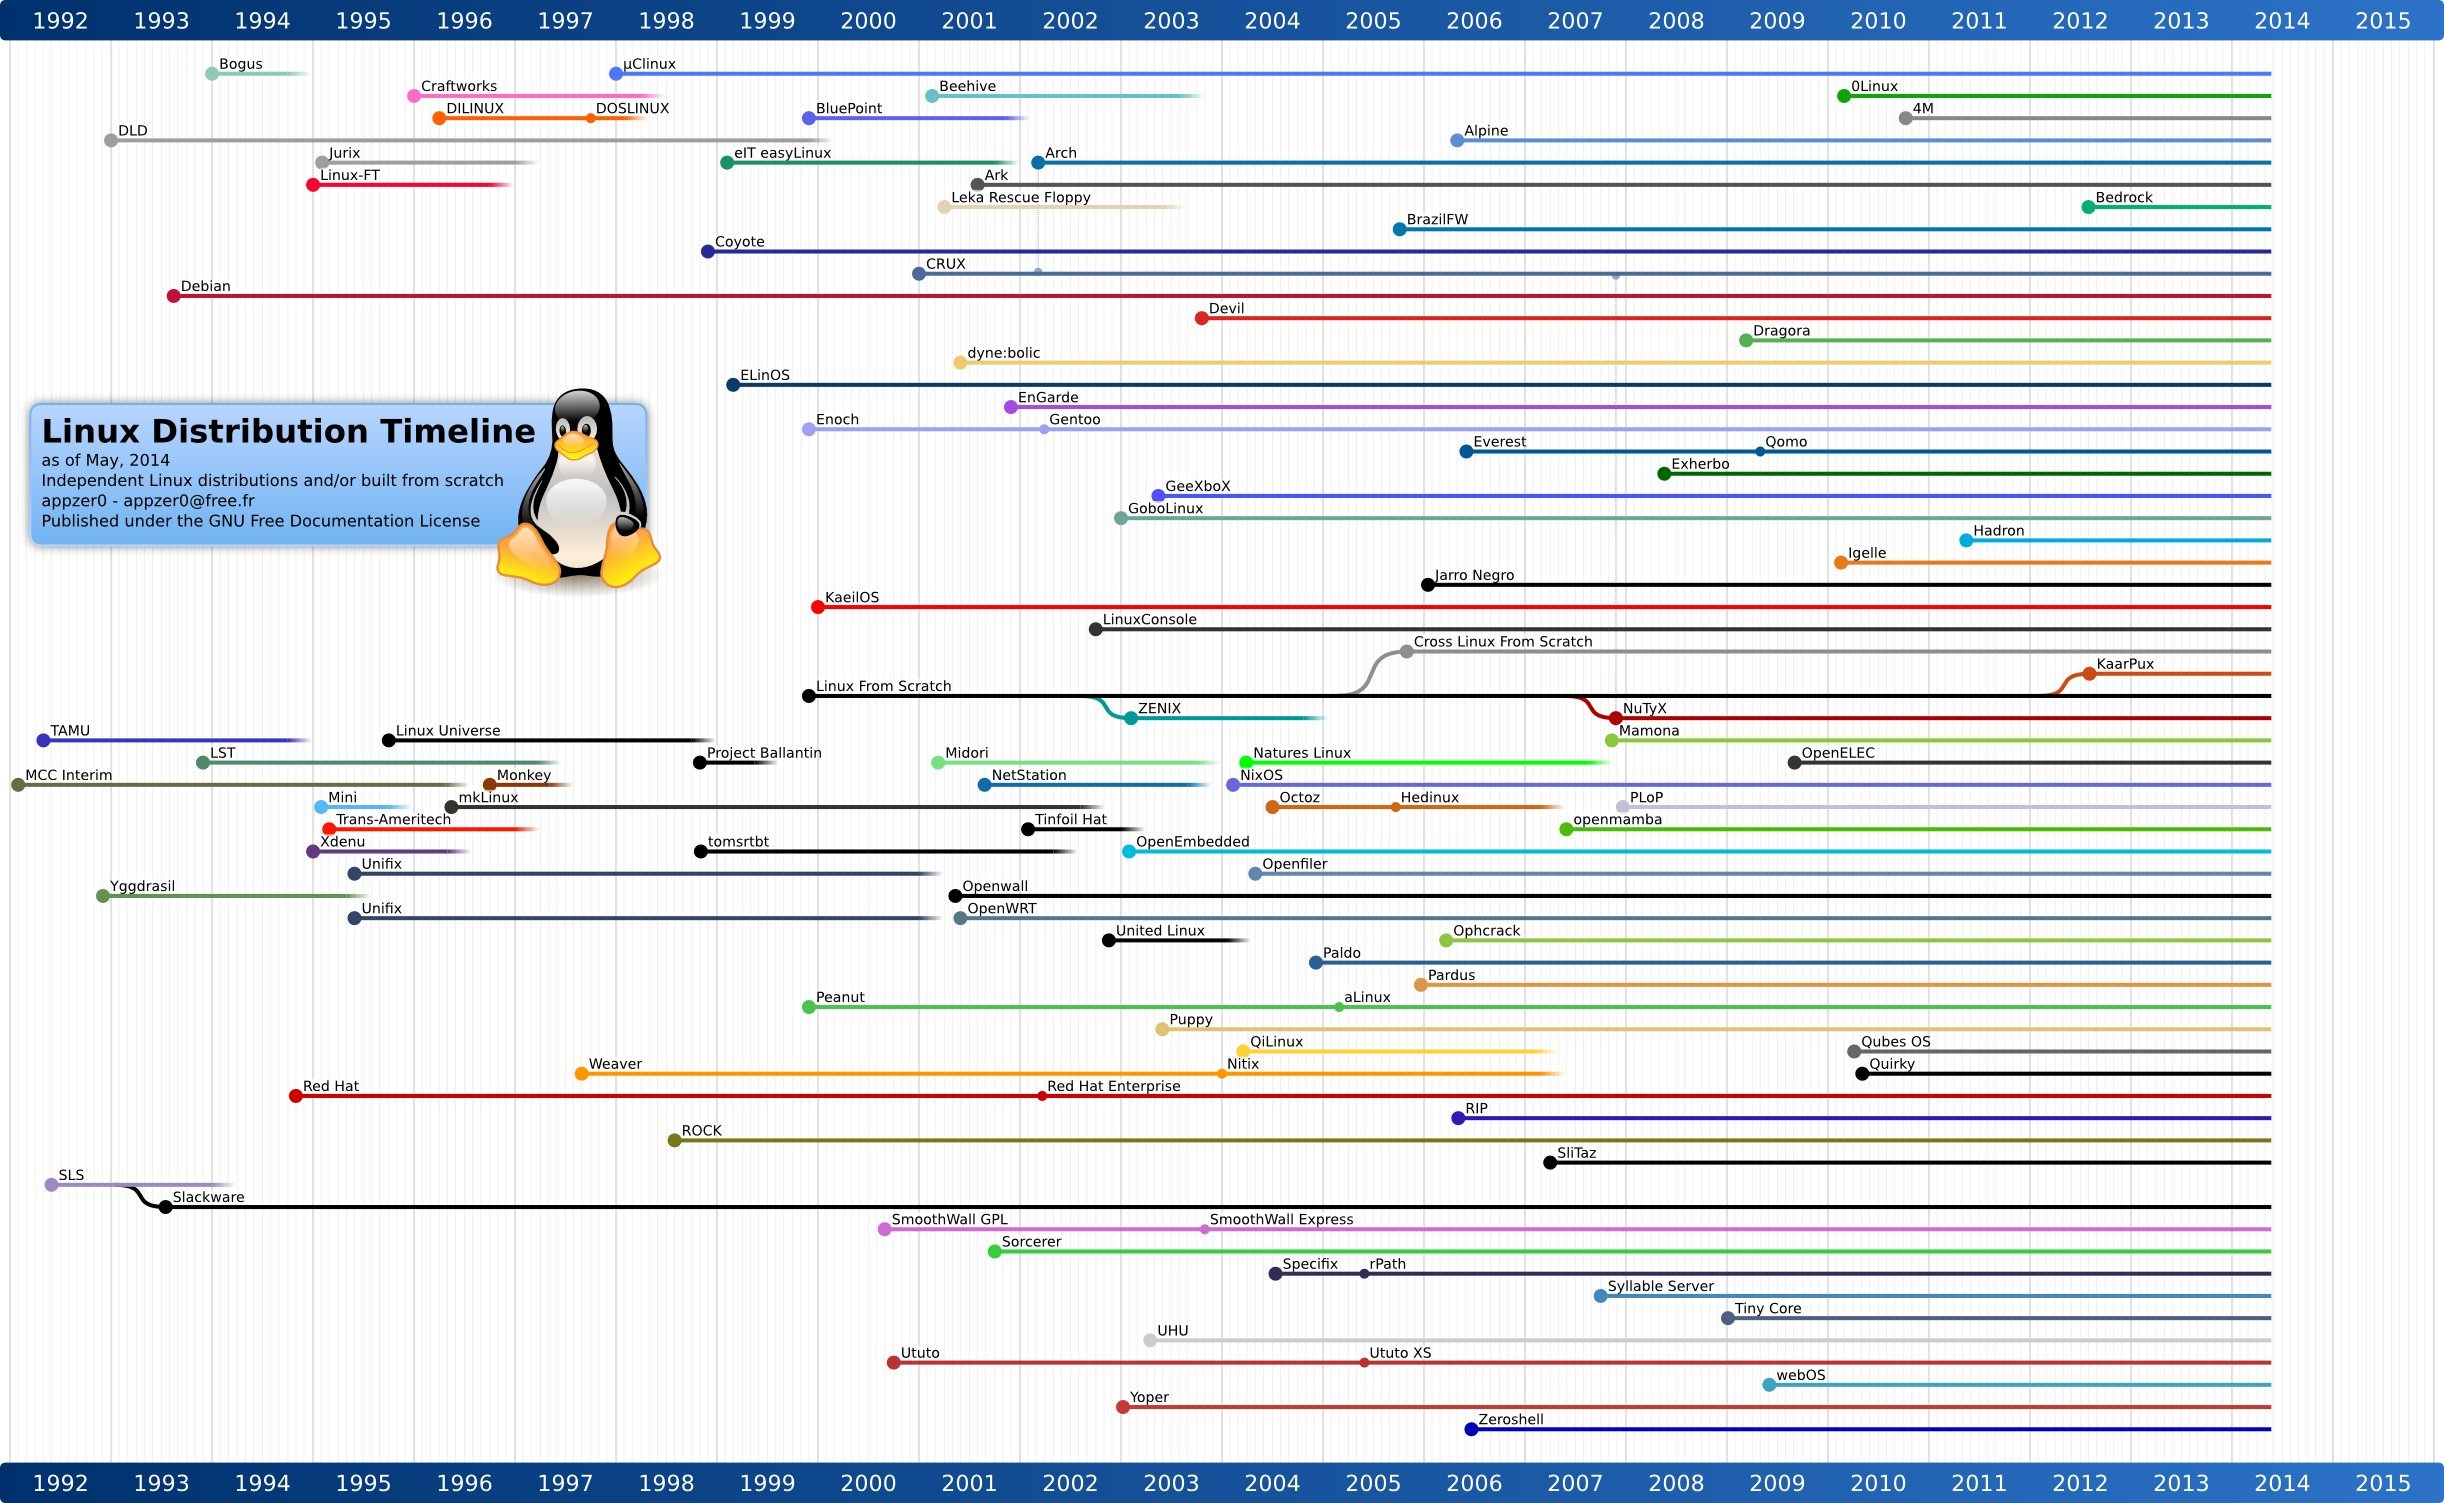 1992 1993 1994 1995 1996 1997 1998 1999 2000 2001 2002 2003 2004 2005 2006 2007 2008 2009 2010 2011 2012 2013 2014 2015
Bogus µClinux
Craftworks Beehive 0Linux
DILINUX DOSLINUX BluePoint 4M
DLD Alpine
Jurix eIT easyLinux Arch
Linux-FT Ark
Leka Rescue Floppy Bedrock
BrazilFW
Coyote
CRUX
Debian
Devil
Dragora
dyne:bolic
ELinOS
EnGarde
Enoch Gentoo
Linux Distribution Timeline
as of May, 2014
Independent Linux distributions and/or built from scratch
appzer0 - appzer0@free.fr
Published under the GNU Free Documentation License
Everest Qomo
Exherbo
GeeXboX
GoboLinux
Hadron
Igelle
Jarro Negro
KaeilOS
LinuxConsole
Cross Linux From Scratch
KaarPux
Linux From Scratch
ZENIX NuTyX
TAMU Linux Universe Mamona
LST Project Ballantin Midori Natures Linux OpenELEC
MCC Interim Monkey NetStation NixOS
Mini mkLinux Octoz Hedinux PLoP
Trans-Ameritech Tinfoil Hat openmamba
Xdenu tomsrtbt OpenEmbedded
Unifix Openfiler
Yggdrasil Openwall
Unifix OpenWRT
United Linux Ophcrack
Paldo
Pardus
Peanut aLinux
Puppy
QiLinux Qubes OS
Weaver Nitix Quirky
Red Hat Red Hat Enterprise
RIP
ROCK
SliTaz
SLS
Slackware
SmoothWall GPL SmoothWall Express
Sorcerer
Specifix rPath
Syllable Server
Tiny Core
UHU
Ututo Ututo XS
webOS
Yoper
Zeroshell
1992 1993 1994 1995 1996 1997 1998 1999 2000 2001 2002 2003 2004 2005 2006 2007 2008 2009 2010 2011 2012 2013 2014 2015